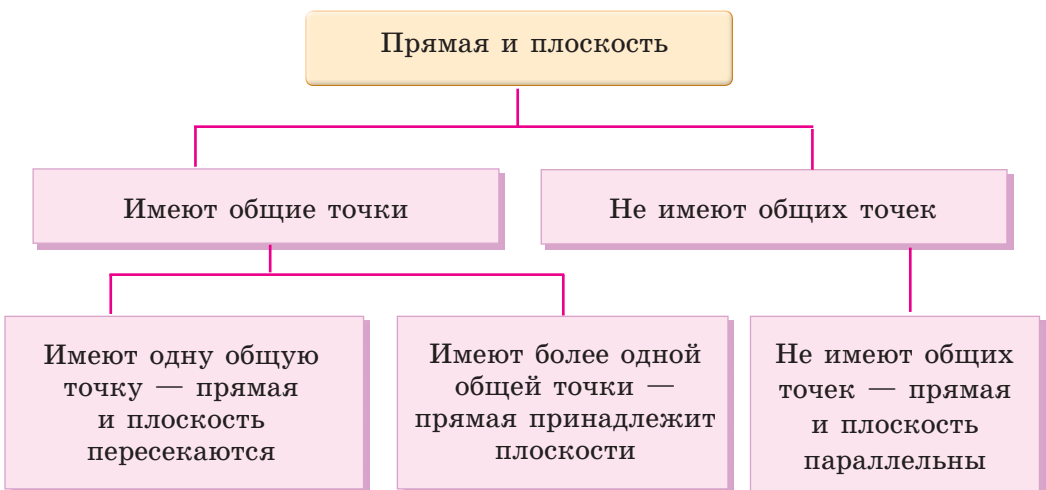 Прямая и плоскость
Имеют общие точки
Не имеют общих точек
Имеют одну общую
точку — прямая
и плоскость
пересекаются
Имеют более одной
общей точки —
прямая принадлежит
плоскости
Не имеют общих
точек — прямая
и плоскость
параллельны